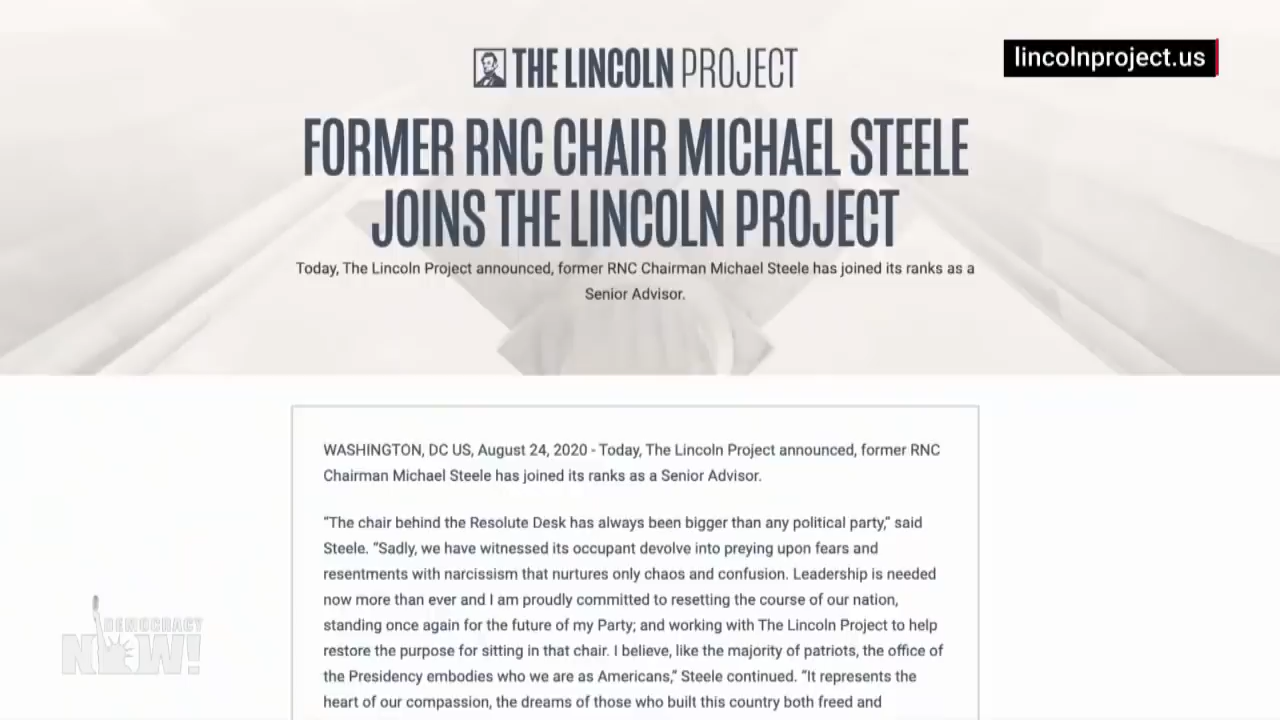 lincolnproject.us
THE LINCOLN PROJECT
FORMER RNC CHAIR MICHAEL STEELE
JOINS THE LINCOLN PROJECT
Today, The Lincoln Project announced, former RNC Chairman Michael Steele has joined its ranks as a
Senior Advisor.
WASHINGTON, DC US, August 24, 2020 - Today, The Lincoln Project announced, former RNC
Chairman Michael Steele has joined its ranks as a Senior Advisor.
“The chair behind the Resolute Desk has always been bigger than any political party,” said
Steele. “Sadly, we have witnessed its occupant devolve into preying upon fears and
resentments with narcissism that nurtures only chaos and confusion. Leadership is needed
now more than ever and I am proudly committed to resetting the course of our nation,
standing once again for the future of my Party; and working with The Lincoln Project to help
restore the purpose for sitting in that chair. I believe, like the majority of patriots, the office of
the Presidency embodies who we are as Americans,” Steele continued. “It represents the
heart of our compassion, the dreams of those who built this country both freed and
DEMOCRACY
NOW!